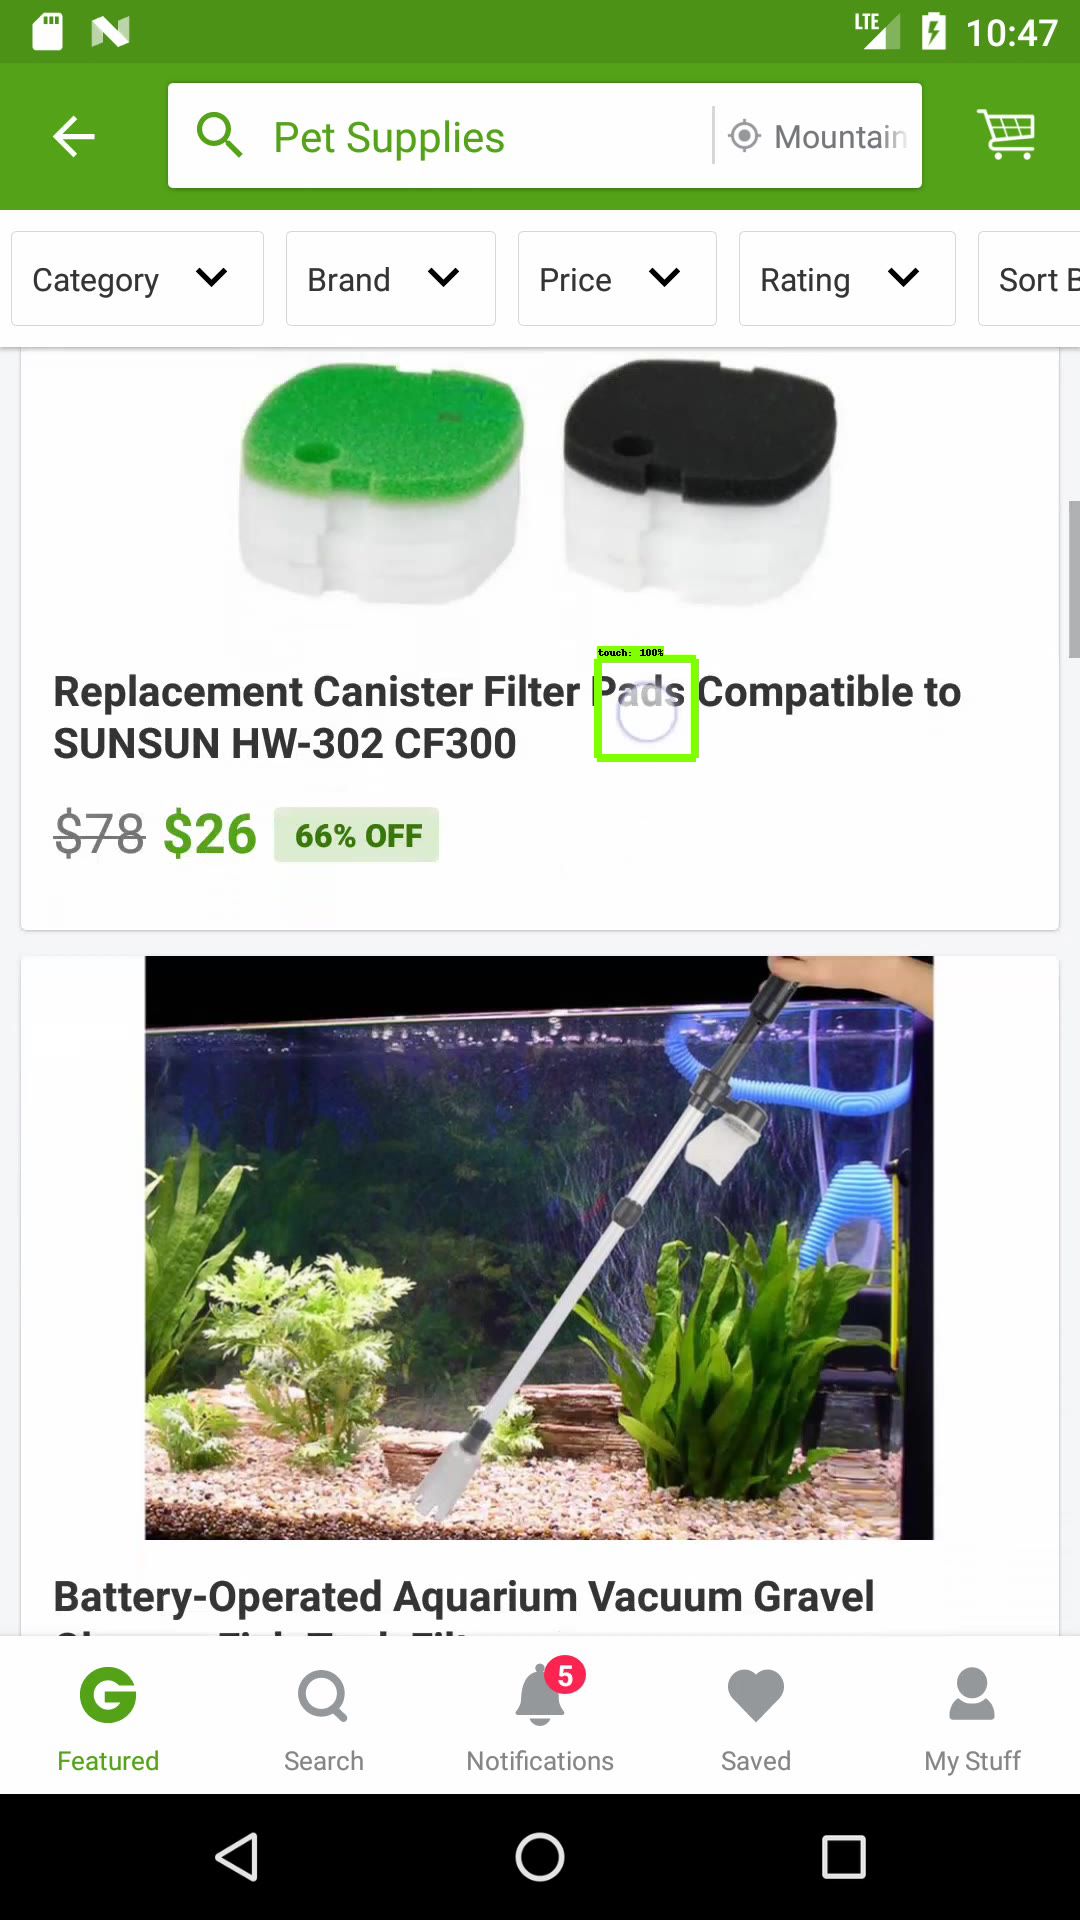 LTE 10:47
Pet Supplies Mountain
Category Brand Price Rating Sort B
touch: 100%
Replacement Canister Filter Pads Compatible to
SUNSUN HW-302 CF300
$78 $26 66% OFF
Battery-Operated Aquarium Vacuum Gravel
5
Featured Search Notifications Saved My Stuff